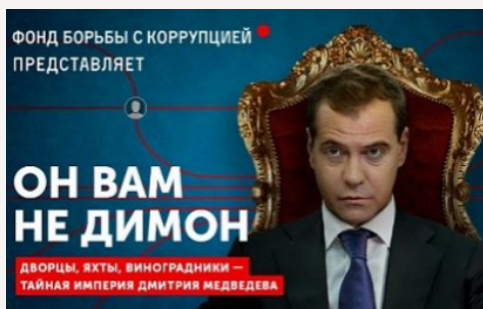 ФОНД БОРЬБЫ С КОРРУПЦИЕЙ
ПРЕДСТАВЛЯЕТ
ОН ВАМ
НЕ ДИМОН
ДВОРЦЫ, ЯХТЫ, ВИНОГРАДНИКИ —
ТАЙНАЯ ИМПЕРИЯ ДМИТРИЯ МЕДВЕДЕВА